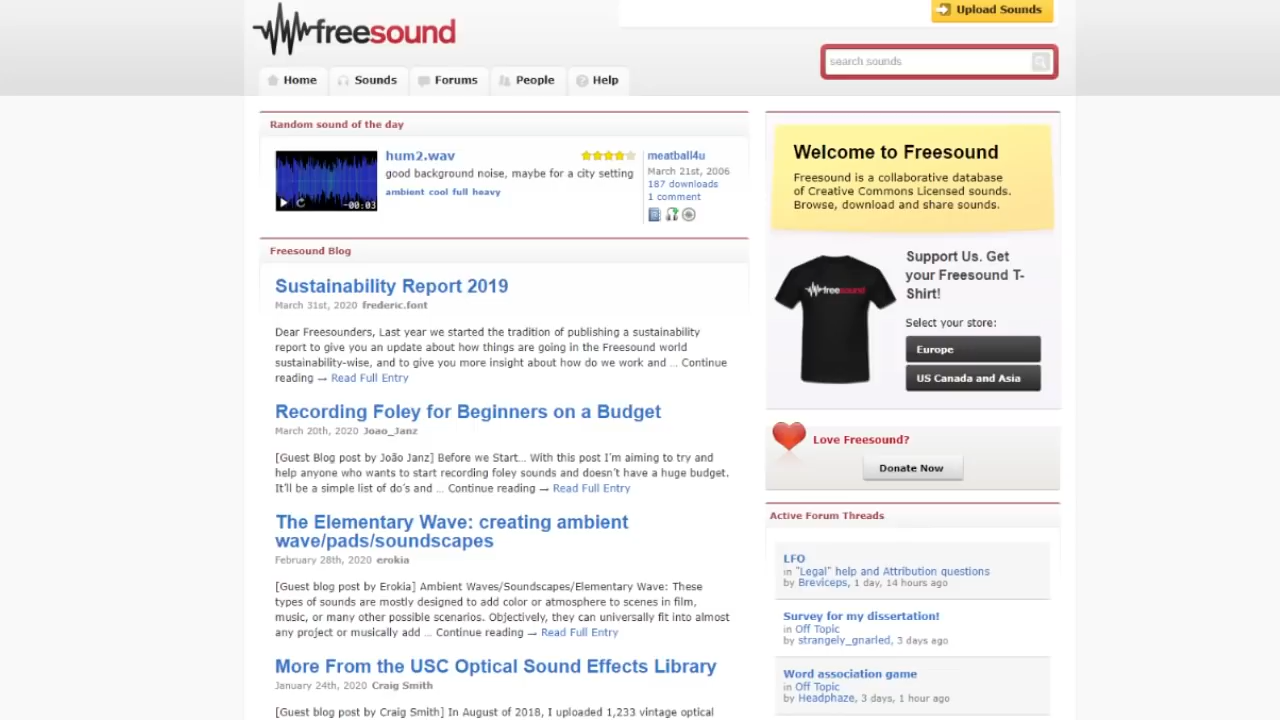 freesound
Upload Sounds
search sounds
Home
Sounds
Forums
People
Help
Random sound of the day
hum2.wav
good background noise, maybe for a city setting
ambient cool full heavy
-00:03
meatball4u
March 21st, 2006
187 downloads
1 comment
Freesound Blog
Sustainability Report 2019
March 31st, 2020 frederic.font
Dear Freesounders, Last year we started the tradition of publishing a sustainability
report to give you an update about how things are going in the Freesound world
sustainability-wise, and to give you more insight about how do we work and ... Continue
reading → Read Full Entry
Recording Foley for Beginners on a Budget
March 20th, 2020 Joao_Janz
[Guest Blog post by João Janz] Before we Start... With this post I'm aiming to try and
help anyone who wants to start recording foley sounds and doesn't have a huge budget.
It'll be a simple list of do's and ... Continue reading → Read Full Entry
The Elementary Wave: creating ambient
wave/pads/soundscapes
February 28th, 2020 erokia
[Guest blog post by Erokia] Ambient Waves/Soundscapes/Elementary Wave: These
types of sounds are mostly designed to add color or atmosphere to scenes in film,
music, or many other possible scenarios. Objectively, they can universally fit into almost
any project or musically add ... Continue reading → Read Full Entry
More From the USC Optical Sound Effects Library
January 24th, 2020 Craig Smith
[Guest blog post by Craig Smith] In August of 2018, I uploaded 1,233 vintage optical
Welcome to Freesound
Freesound is a collaborative database
of Creative Commons Licensed sounds.
Browse, download and share sounds.
freesound
Support Us. Get
your Freesound T-
Shirt!
Select your store:
Europe
US Canada and Asia
Love Freesound?
Donate Now
Active Forum Threads
LFO
in "Legal" help and Attribution questions
by Breviceps, 1 day, 14 hours ago
Survey for my dissertation!
in Off Topic
by strangely_gnarled, 3 days ago
Word association game
in Off Topic
by Headphaze, 3 days, 1 hour ago